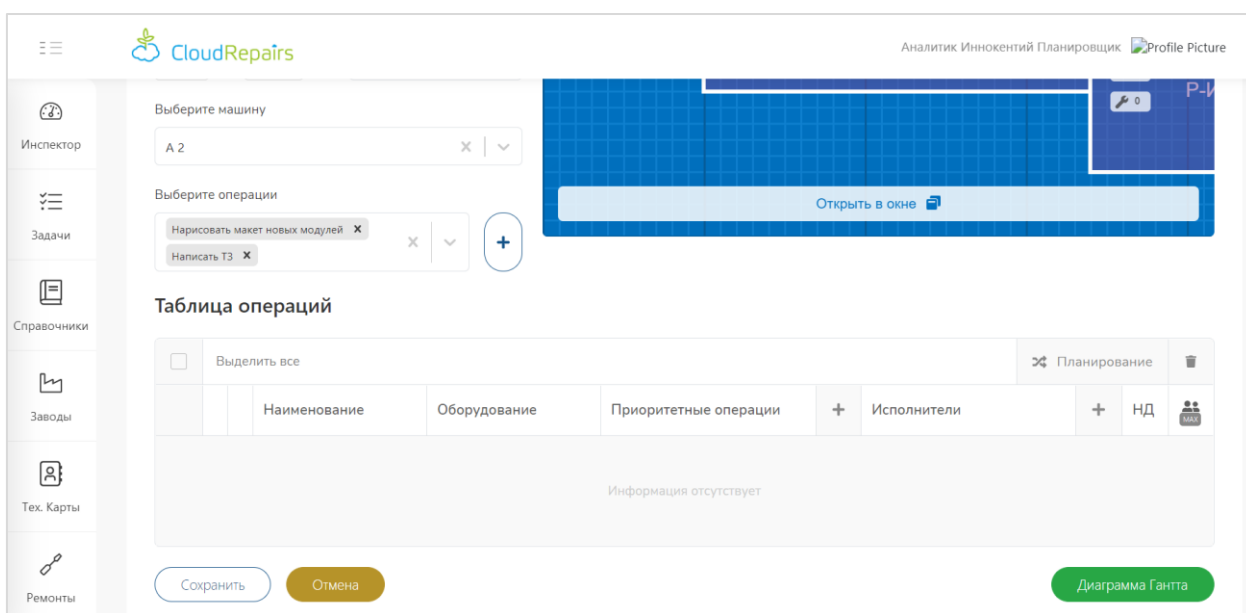 CloudRepairs
Аналитик Иннокентий Планировщик Profile Picture
Инспектор
Задачи
Справочники
Заводы
Тех. Карты
Ремонты
Выберите машину
А 2
Выберите операции
Нарисовать макет новых модулей X
Написать ТЗ X
+
0
Открыть в окне
Таблица операций
Выделить все
Планирование
Наименование Оборудование Приоритетные операции + Исполнители + НД MAX
Информация отсутствует
Сохранить Отмена Диаграмма Гантта